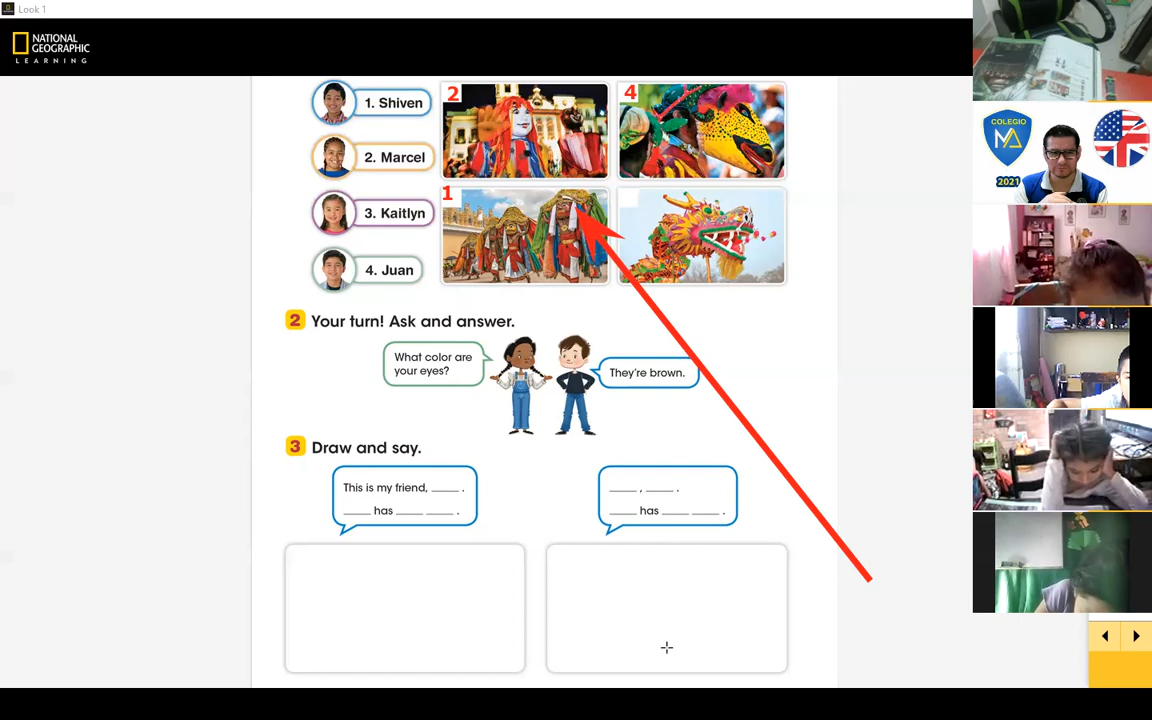 Look 1
NATIONAL
GEOGRAPHIC
LEARNING
1. Shiven
2. Marcel
3. Kaitlyn
4. Juan
2
4
1
2 Your turn! Ask and answer.
What color are
your eyes?
They're brown.
3 Draw and say.
This is my friend, _____ .
_____ has _____ _____ .
_____ , _____ .
_____ has _____ _____ .
COLEGIO
MA
2021